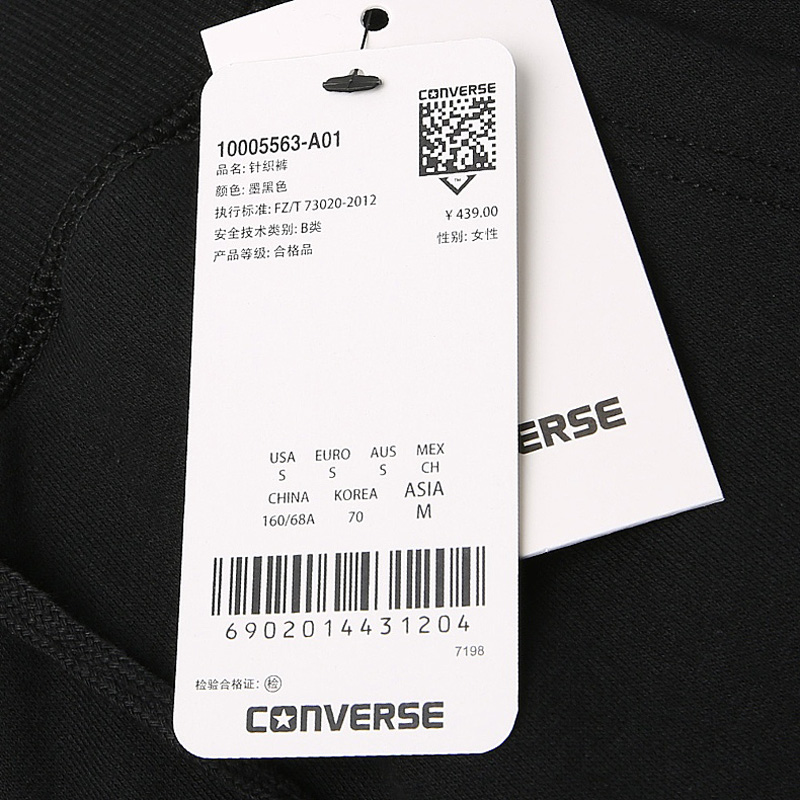 CONVERSE
10005563-A01
品名: 针织裤
颜色: 墨黑色
执行标准: FZ/T 73020-2012
安全技术类别: B类
产品等级: 合格品
TM
¥ 439.00
性别: 女性
ERSE
USA EURO AUS MEX
S S S CH
CHINA KOREA ASIA
160/68A 70 M
6902014431204
7198
检验合格证: 检
CONVERSE